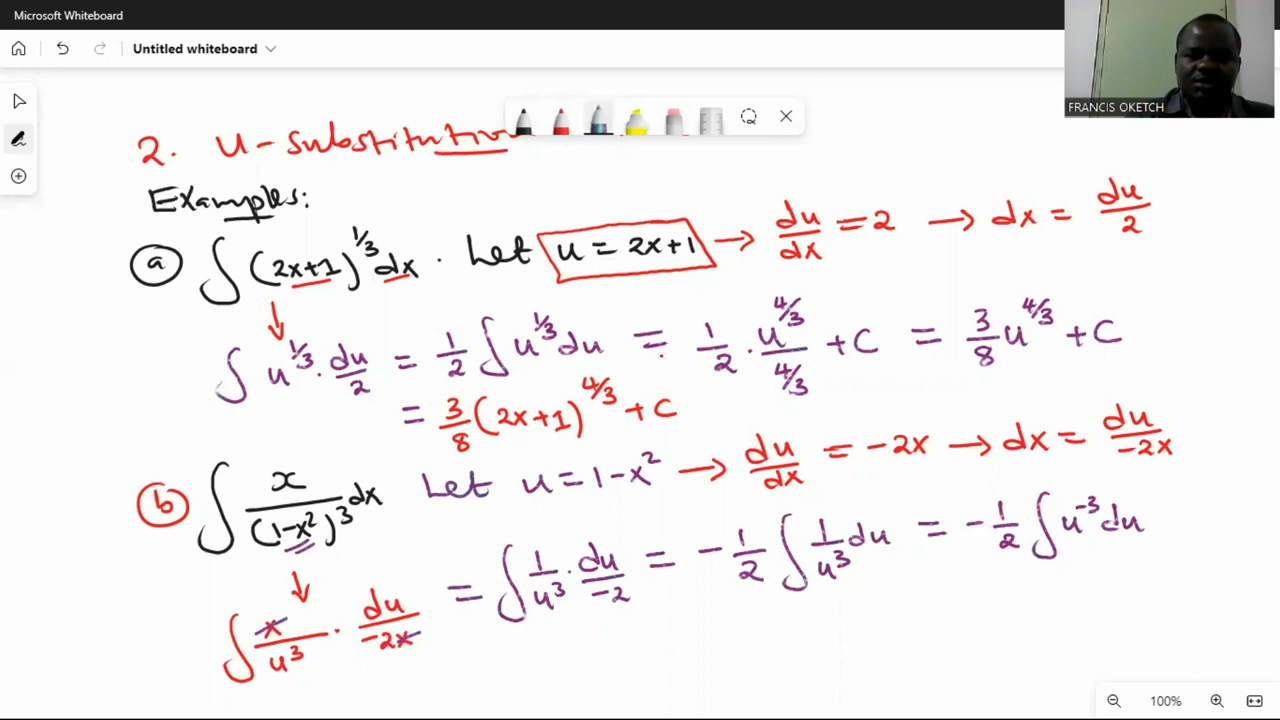 Microsoft Whiteboard
Untitled whiteboard
FRANCIS OKETCH
2. U-substitution
Examples:
(a) ∫(2x+1)^(1/3) dx. Let u = 2x+1 → du/dx = 2 → dx = du/2
∫ u^(1/3) · du/2 = 1/2 ∫ u^(1/3) du = 1/2 · u^(4/3)/(4/3) + C = 3/8 u^(4/3) + C
= 3/8 (2x+1)^(4/3) + C
(b) ∫ x/(1-x²)³ dx Let u = 1-x² → du/dx = -2x → dx = du/-2x
∫ x/u³ · du/-2x = ∫ 1/u³ · du/-2 = -1/2 ∫ 1/u³ du = -1/2 ∫ u^(-3) du
100%